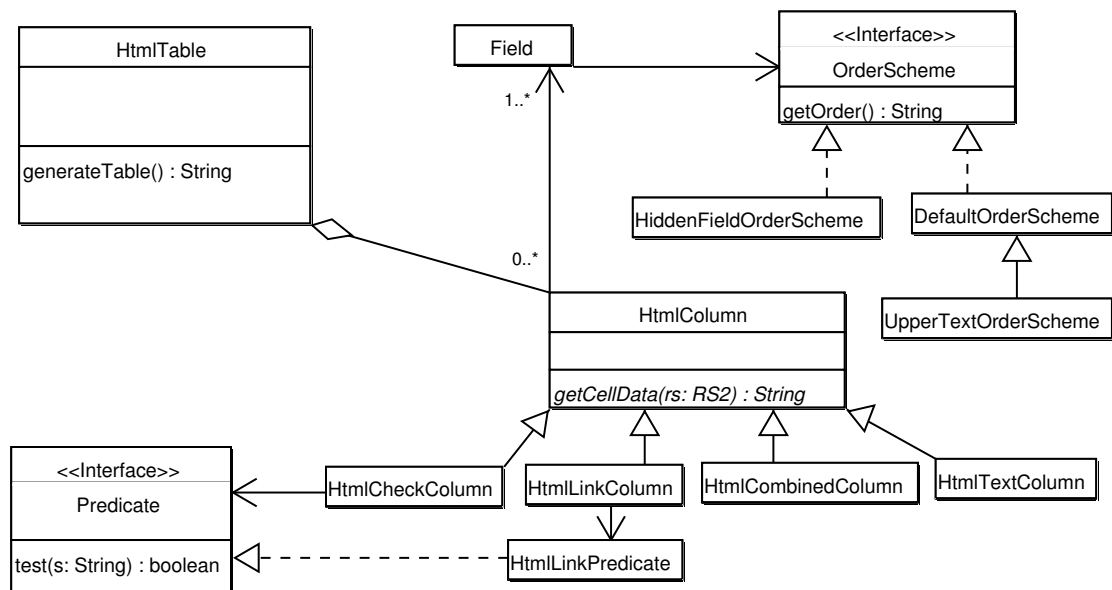 HtmlTable
generateTable() : String
Field
<<Interface>>
OrderScheme
getOrder() : String
1..*
HiddenFieldOrderScheme
DefaultOrderScheme
UpperTextOrderScheme
0..*
HtmlColumn
getCellData(rs: RS2) : String
<<Interface>>
Predicate
test(s: String) : boolean
HtmlCheckColumn
HtmlLinkColumn
HtmlCombinedColumn
HtmlTextColumn
HtmlLinkPredicate